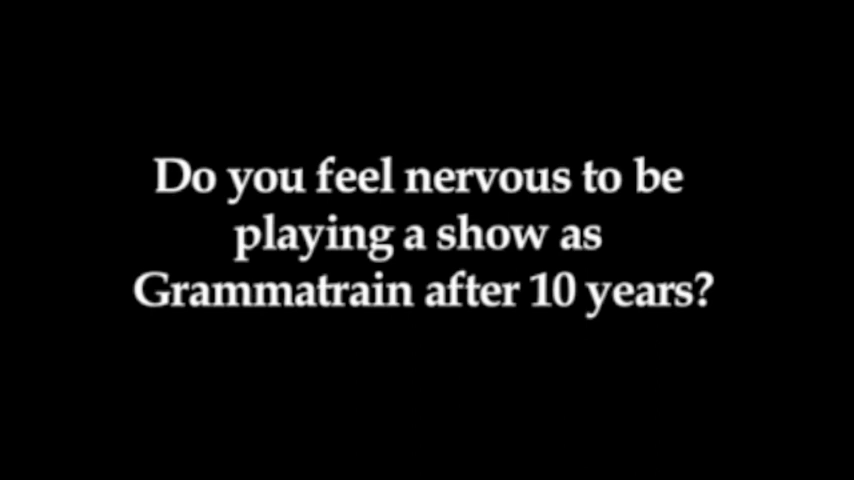 Do you feel nervous to be
playing a show as
Grammatrain after 10 years?